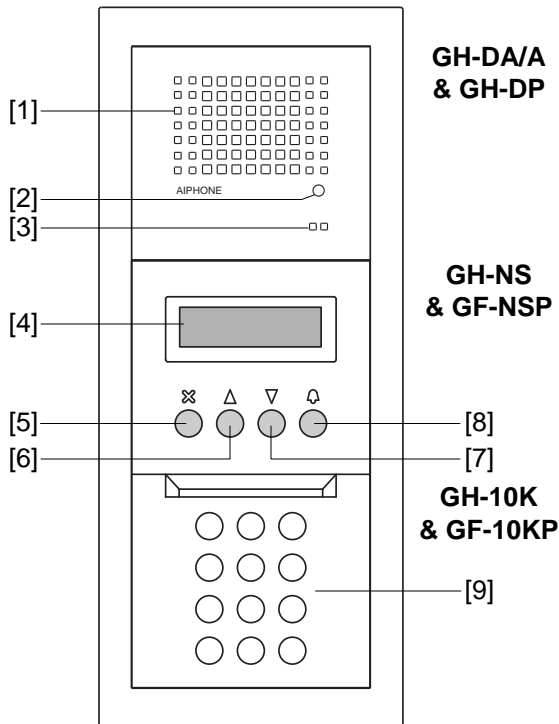 GH-DA/A
& GH-DP
[1]
AIPHONE
[2]
[3]
GH-NS
& GF-NSP
[4]
[5]
[8]
[6]
[7]
GH-10K
& GF-10KP
[9]